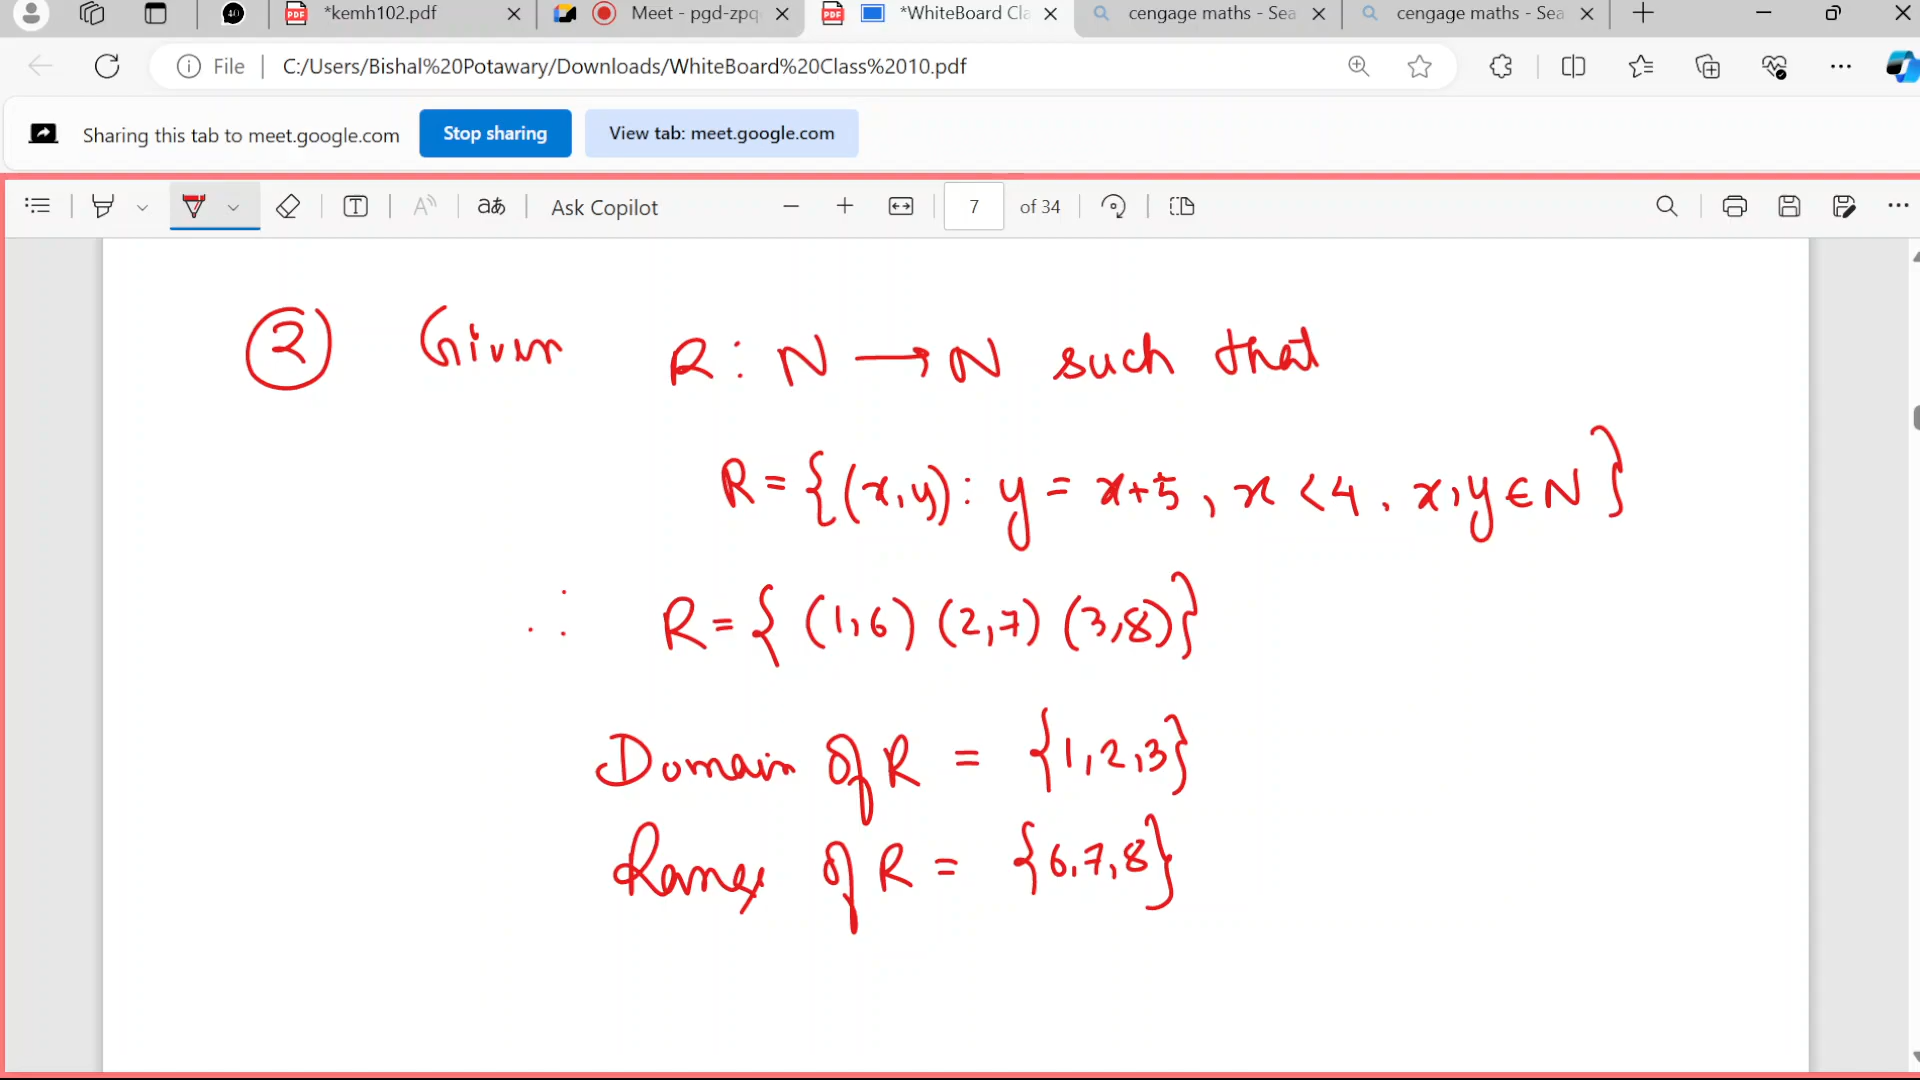 *kemh102.pdf
Meet - pgd-zpq
*WhiteBoard Cla
cengage maths - Sea
cengage maths - Sea
File
C:/Users/Bishal%20Potawary/Downloads/WhiteBoard%20Class%2010.pdf
Sharing this tab to meet.google.com
Stop sharing
View tab: meet.google.com
Ask Copilot
7 of 34
② Given R : N → N such that
R = {(x,y): y = x+5, x < 4, x,y ∈ N}
∴ R = { (1,6) (2,7) (3,8)}
Domain of R = {1,2,3}
Range of R = {6,7,8}